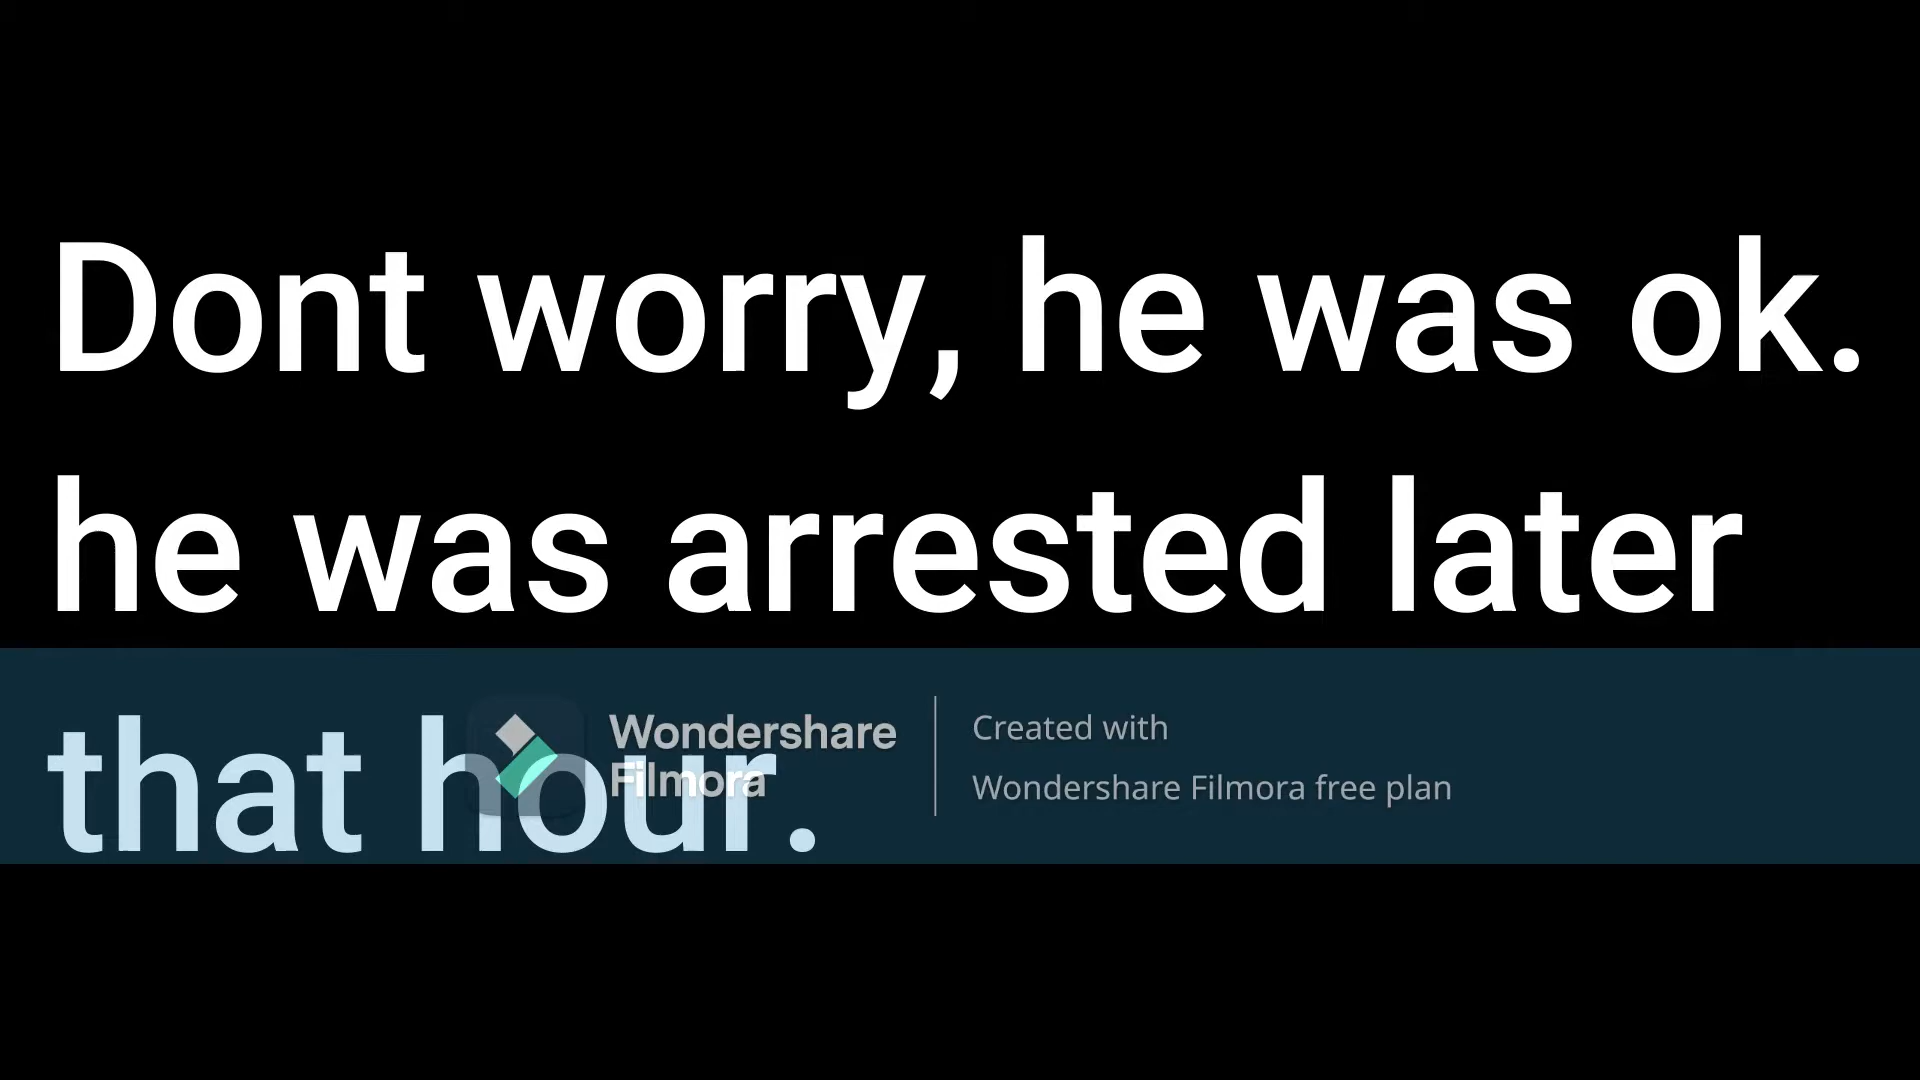 Dont worry, he was ok.
he was arrested later
that hour.
Wondershare
Filmora
Created with
Wondershare Filmora free plan